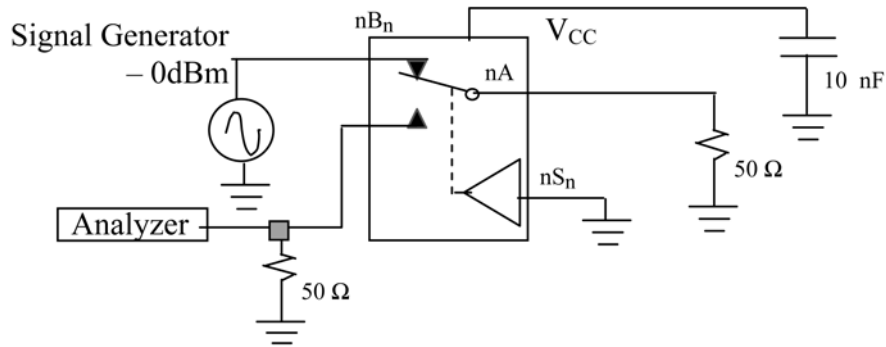 Signal Generator
– 0dBm
nBn
VCC
nA
10 nF
50 Ω
nSn
Analyzer
50 Ω